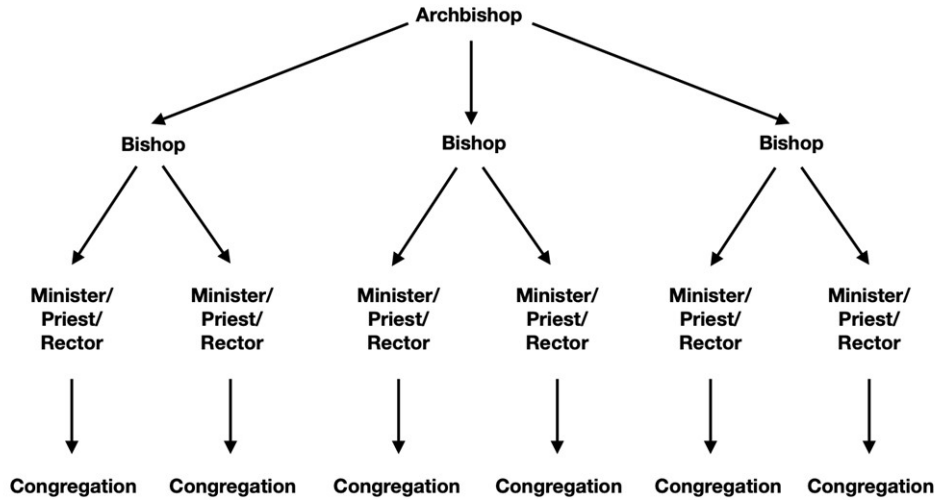 Archbishop
Bishop
Bishop
Bishop
Minister/
Priest/
Rector
Minister/
Priest/
Rector
Minister/
Priest/
Rector
Minister/
Priest/
Rector
Minister/
Priest/
Rector
Minister/
Priest/
Rector
Congregation
Congregation
Congregation
Congregation
Congregation
Congregation